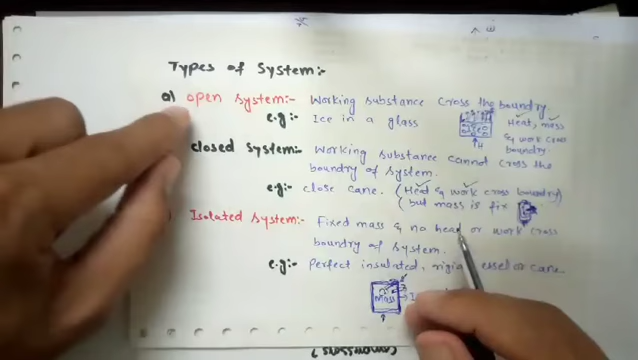 Types of System:-
a) open system:- Working substance Cross the boundry.
e.g:- Ice in a glass
Heat, mass
& work cross
boundry.
H
closed system:- Working substance cannot cross the
boundry of system.
e.g:- close cane. (Heat & work cross boundry)
(but mass is fix
) Isolated system:- Fixed mass & no heat or work cross
boundry of system.
e.g:- Perfect insulated, rigid essel or cane
Mass